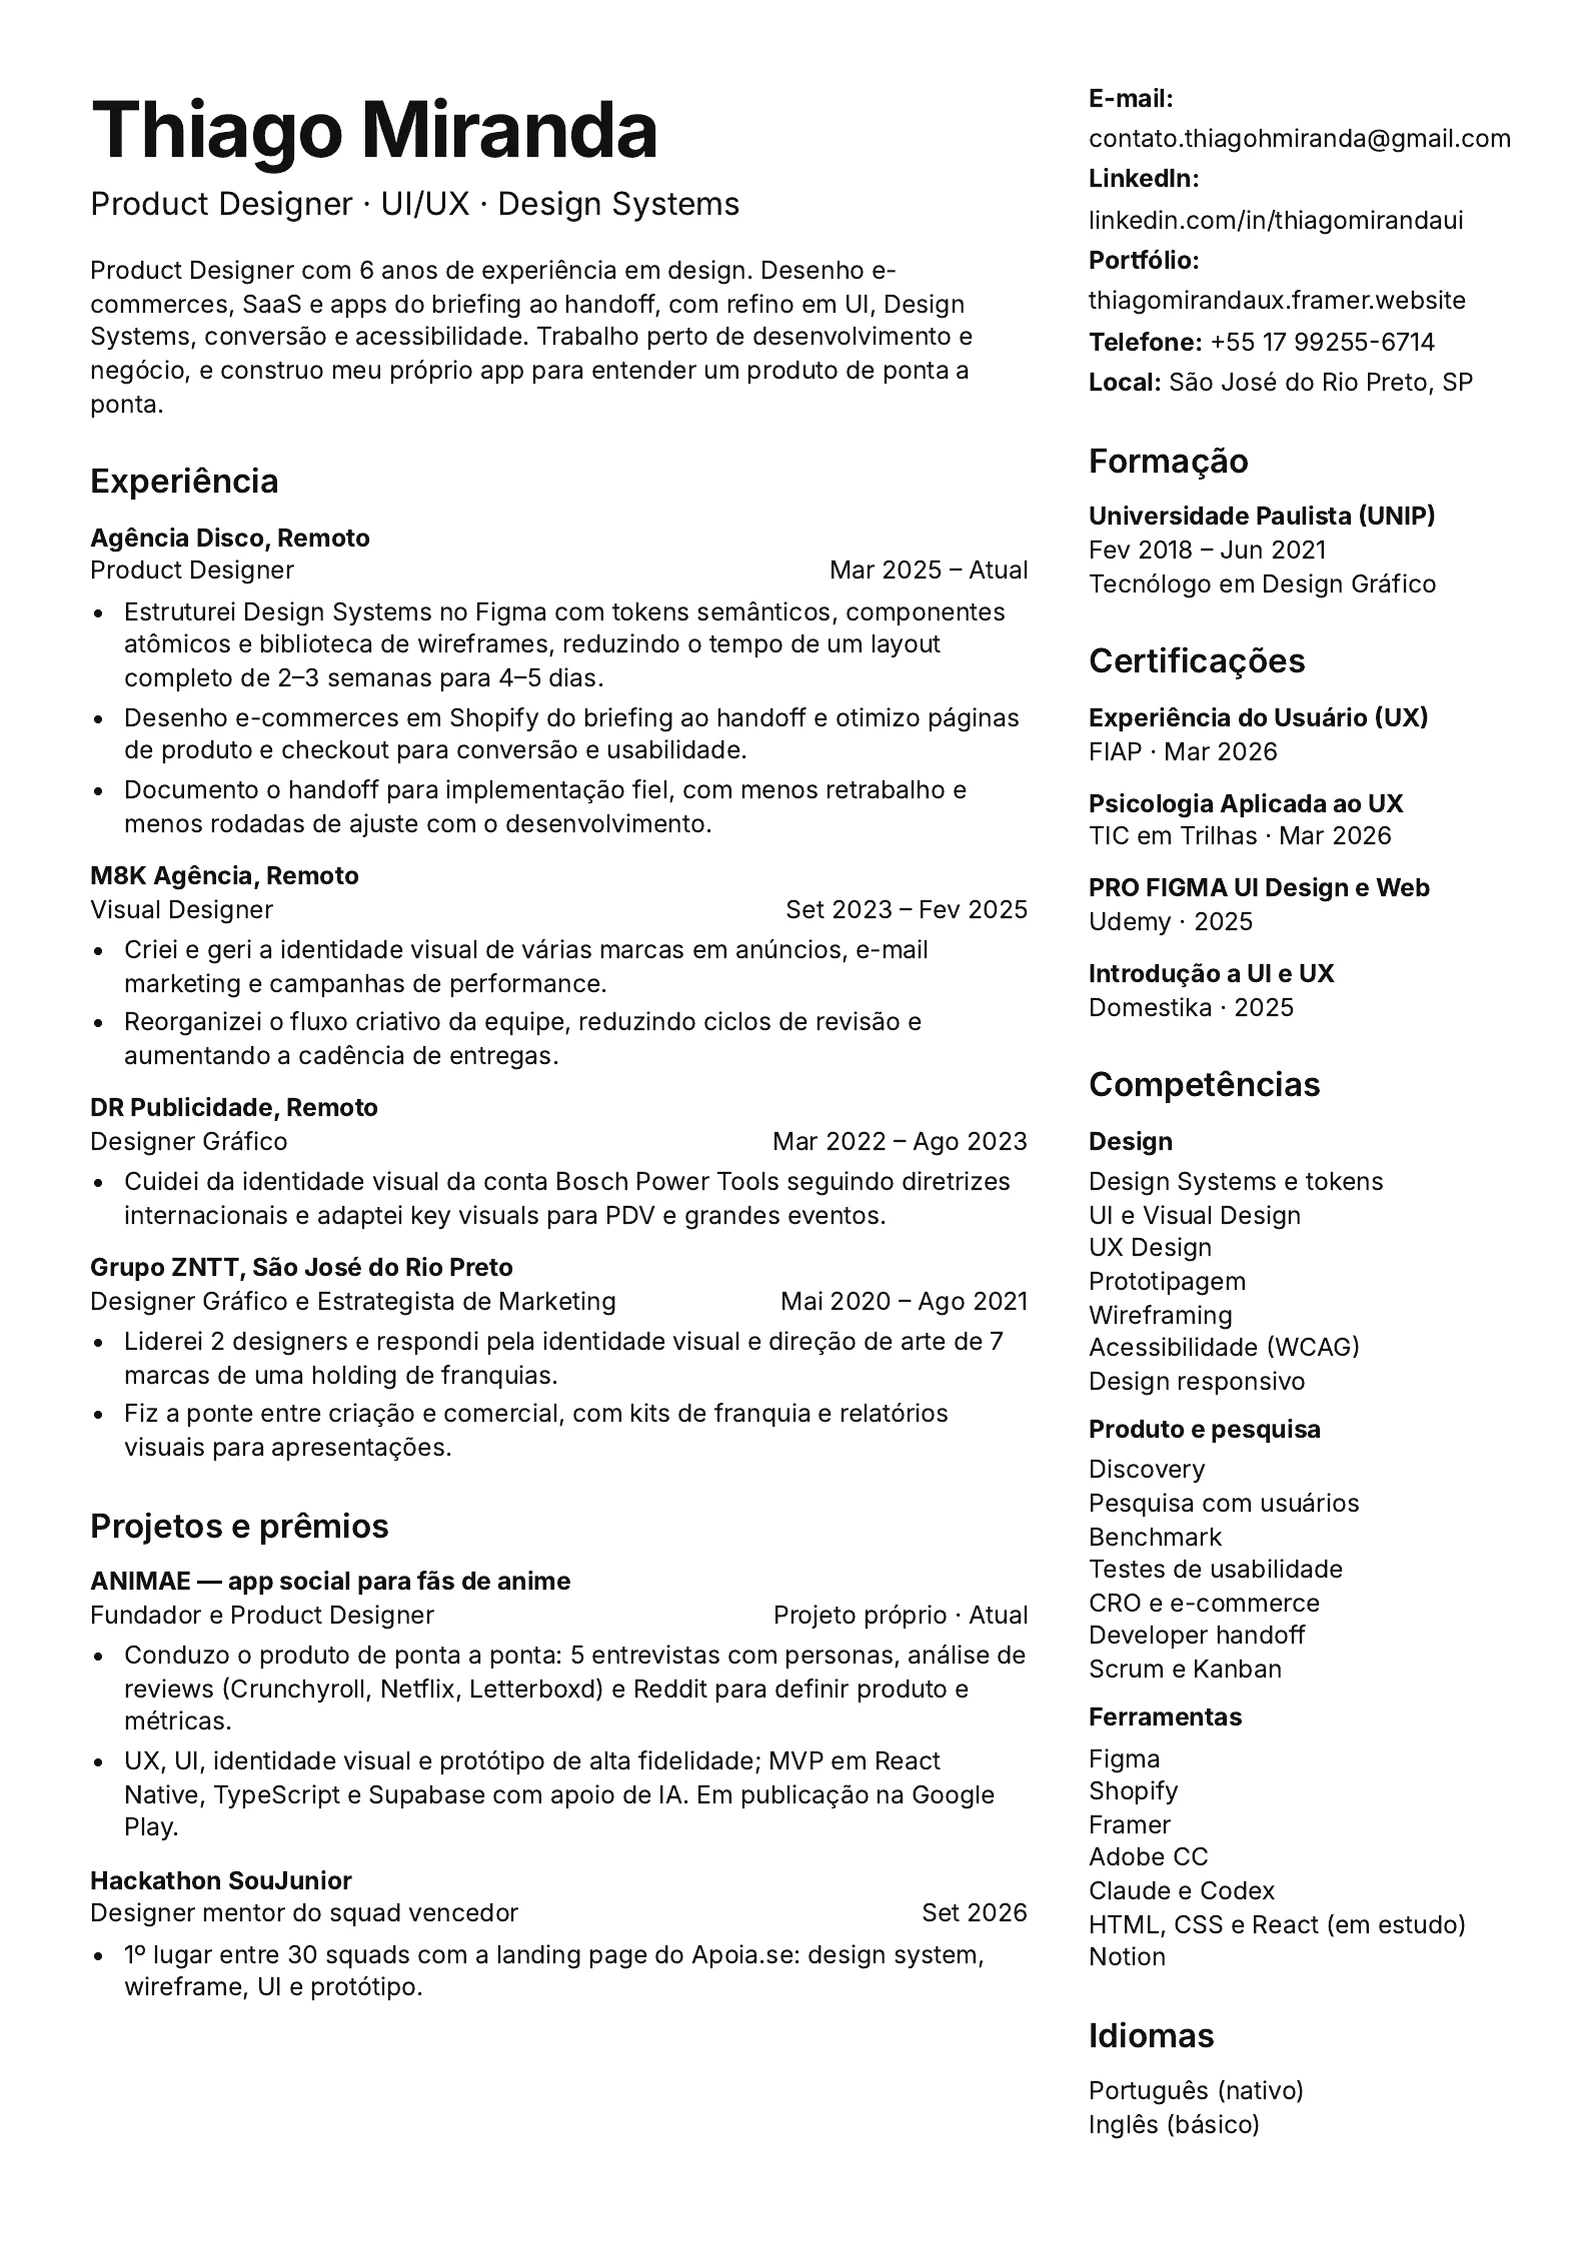 Thiago Miranda
Product Designer · UI/UX · Design Systems
Product Designer com 6 anos de experiência em design. Desenho e-
commerces, SaaS e apps do briefing ao handoff, com refino em UI, Design
Systems, conversão e acessibilidade. Trabalho perto de desenvolvimento e
negócio, e construo meu próprio app para entender um produto de ponta a
ponta.
Experiência
Agência Disco, Remoto
Product Designer Mar 2025 – Atual
• Estruturei Design Systems no Figma com tokens semânticos, componentes
atômicos e biblioteca de wireframes, reduzindo o tempo de um layout
completo de 2–3 semanas para 4–5 dias.
• Desenho e-commerces em Shopify do briefing ao handoff e otimizo páginas
de produto e checkout para conversão e usabilidade.
• Documento o handoff para implementação fiel, com menos retrabalho e
menos rodadas de ajuste com o desenvolvimento.
M8K Agência, Remoto
Visual Designer Set 2023 – Fev 2025
• Criei e geri a identidade visual de várias marcas em anúncios, e-mail
marketing e campanhas de performance.
• Reorganizei o fluxo criativo da equipe, reduzindo ciclos de revisão e
aumentando a cadência de entregas.
DR Publicidade, Remoto
Designer Gráfico Mar 2022 – Ago 2023
• Cuidei da identidade visual da conta Bosch Power Tools seguindo diretrizes
internacionais e adaptei key visuals para PDV e grandes eventos.
Grupo ZNTT, São José do Rio Preto
Designer Gráfico e Estrategista de Marketing Mai 2020 – Ago 2021
• Liderei 2 designers e respondi pela identidade visual e direção de arte de 7
marcas de uma holding de franquias.
• Fiz a ponte entre criação e comercial, com kits de franquia e relatórios
visuais para apresentações.
Projetos e prêmios
ANIMAE — app social para fãs de anime
Fundador e Product Designer Projeto próprio · Atual
• Conduzo o produto de ponta a ponta: 5 entrevistas com personas, análise de
reviews (Crunchyroll, Netflix, Letterboxd) e Reddit para definir produto e
métricas.
• UX, UI, identidade visual e protótipo de alta fidelidade; MVP em React
Native, TypeScript e Supabase com apoio de IA. Em publicação na Google
Play.
Hackathon SouJunior
Designer mentor do squad vencedor Set 2026
• 1º lugar entre 30 squads com a landing page do Apoia.se: design system,
wireframe, UI e protótipo.
E-mail:
contato.thiagohmiranda@gmail.com
LinkedIn:
linkedin.com/in/thiagomirandaui
Portfólio:
thiagomirandaux.framer.website
Telefone: +55 17 99255-6714
Local: São José do Rio Preto, SP
Formação
Universidade Paulista (UNIP)
Fev 2018 – Jun 2021
Tecnólogo em Design Gráfico
Certificações
Experiência do Usuário (UX)
FIAP · Mar 2026
Psicologia Aplicada ao UX
TIC em Trilhas · Mar 2026
PRO FIGMA UI Design e Web
Udemy · 2025
Introdução a UI e UX
Domestika · 2025
Competências
Design
Design Systems e tokens
UI e Visual Design
UX Design
Prototipagem
Wireframing
Acessibilidade (WCAG)
Design responsivo
Produto e pesquisa
Discovery
Pesquisa com usuários
Benchmark
Testes de usabilidade
CRO e e-commerce
Developer handoff
Scrum e Kanban
Ferramentas
Figma
Shopify
Framer
Adobe CC
Claude e Codex
HTML, CSS e React (em estudo)
Notion
Idiomas
Português (nativo)
Inglês (básico)